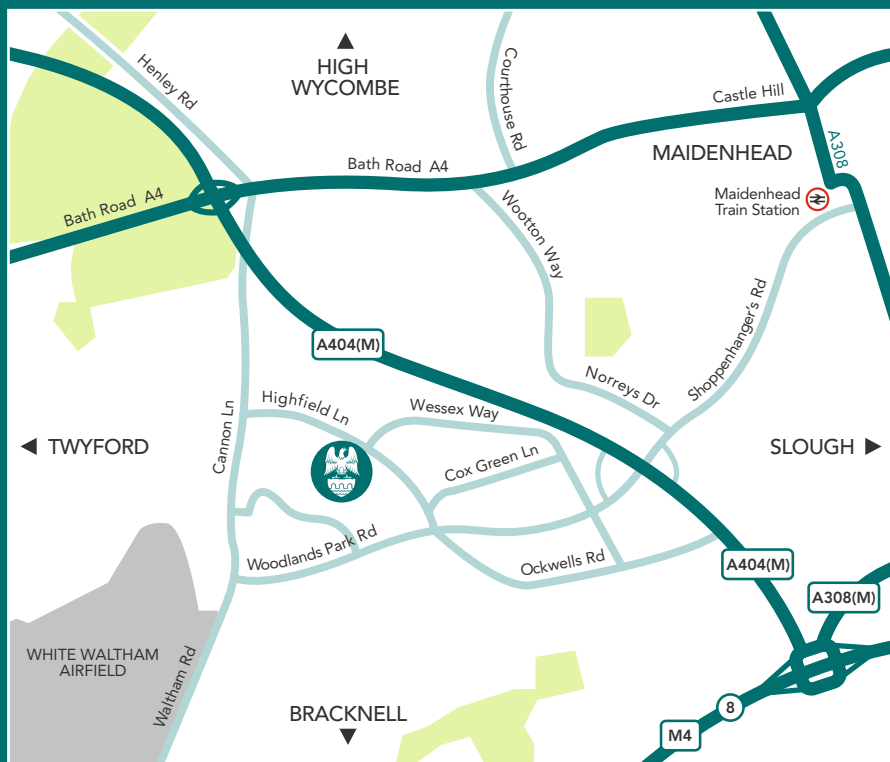 HIGH
WYCOMBE
Henley Rd
Courthouse Rd
Castle Hill
A308
MAIDENHEAD
Maidenhead
Train Station
Bath Road A4
Bath Road A4
Wootton Way
Shoppenhanger's Rd
A404(M)
Norreys Dr
Highfield Ln
Wessex Way
Cannon Ln
TWYFORD
SLOUGH
Cox Green Ln
Woodlands Park Rd
Ockwells Rd
A404(M)
A308(M)
WHITE WALTHAM
AIRFIELD
Waltham Rd
BRACKNELL
8
M4